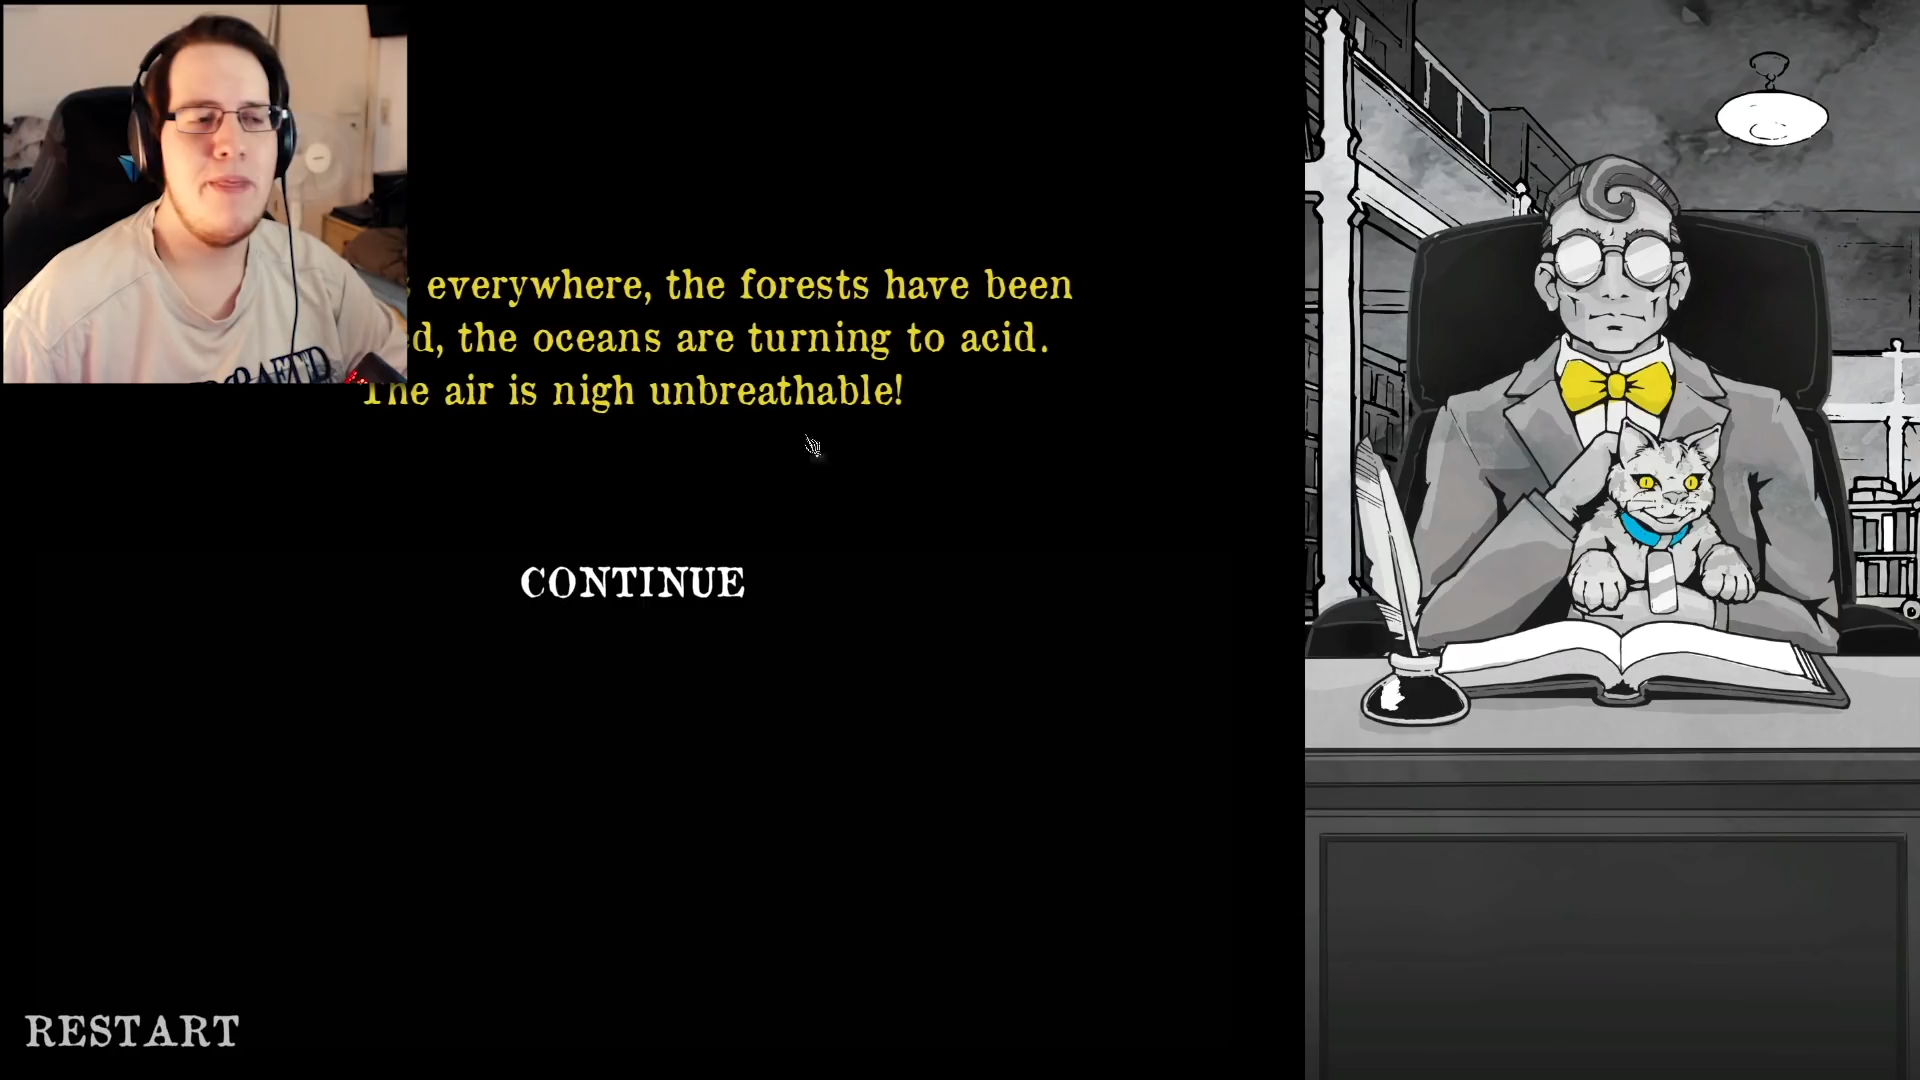 everywhere, the forests have been
the oceans are turning to acid.
The air is nigh unbreathable!
CONTINUE
RESTART